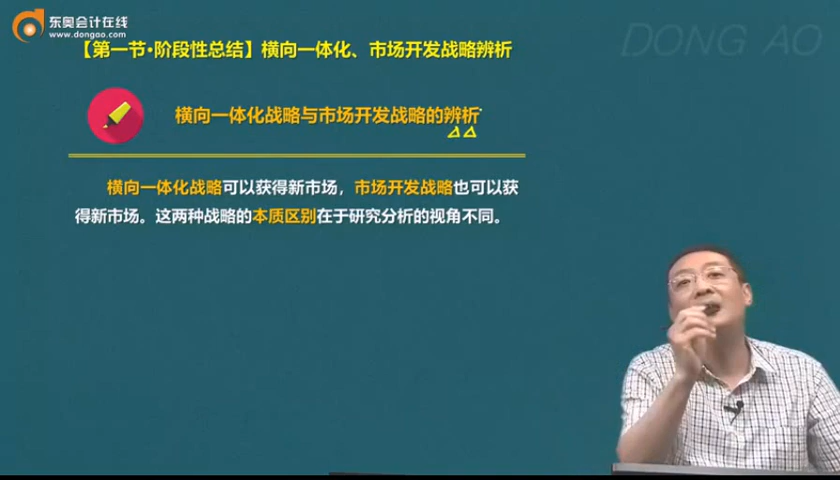 东奥会计在线
www.dongao.com
DONG AO
【第一节·阶段性总结】横向一体化、市场开发战略辨析
横向一体化战略与市场开发战略的辨析
横向一体化战略可以获得新市场，市场开发战略也可以获
得新市场。这两种战略的本质区别在于研究分析的视角不同。